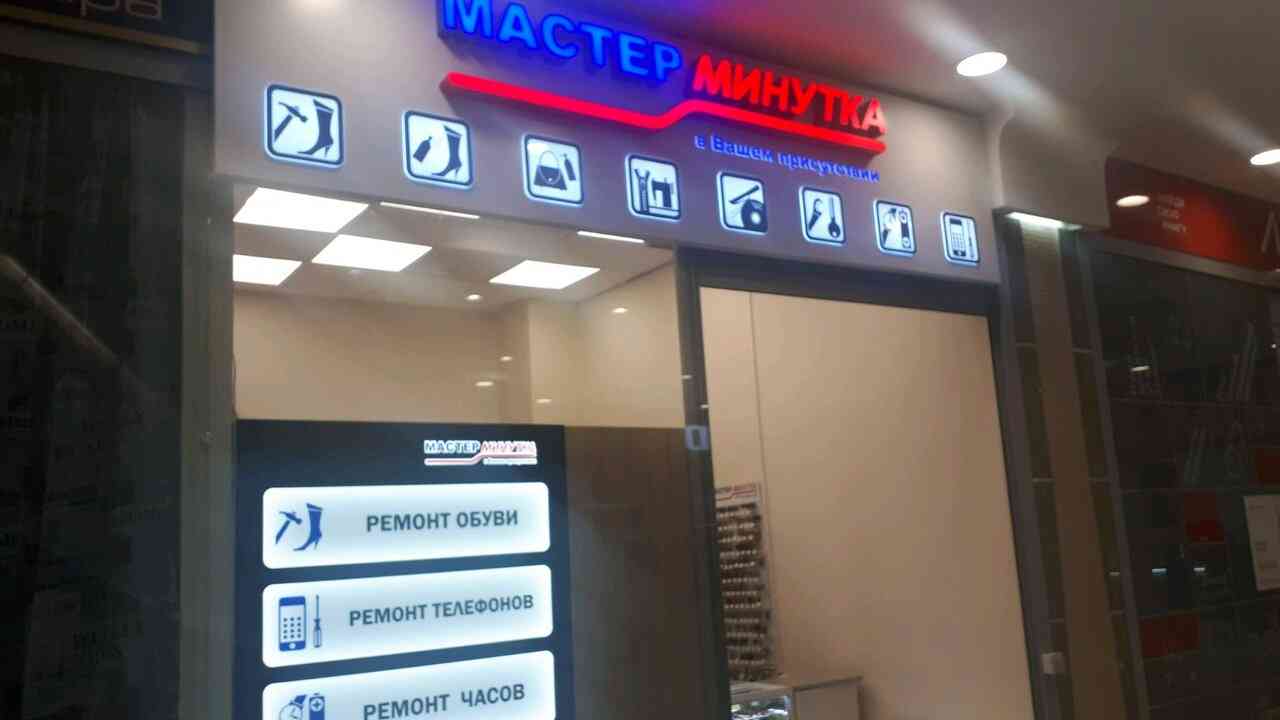 МАСТЕР МИНУТКА
в Вашем присутствии
МАСТЕР МИНУТКА
РЕМОНТ ОБУВИ
РЕМОНТ ТЕЛЕФОНОВ
РЕМОНТ ЧАСОВ